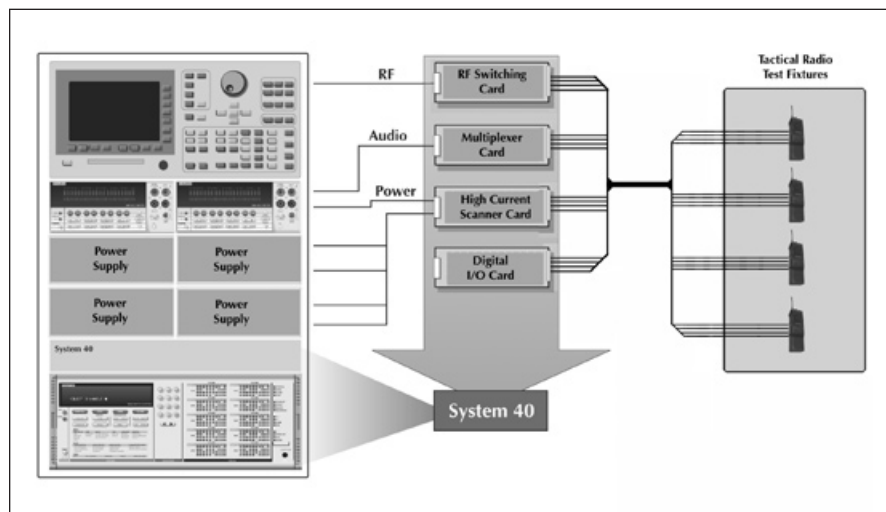 RF
RF Switching
Card
Audio
Multiplexer
Card
Power
High Current
Scanner Card
Digital
I/O Card
Tactical Radio
Test Fixtures
Power
Supply
Power
Supply
Power
Supply
Power
Supply
System 40
System 40